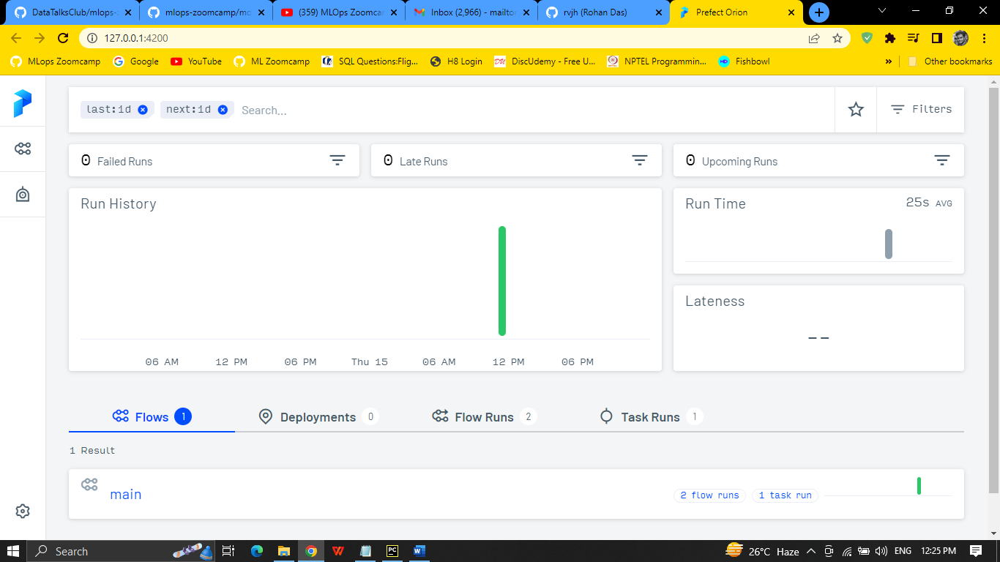 DataTalksClub/mlops-z
mlops-zoomcamp/mo
(359) MLOps Zoomcam
Inbox (2,966) - mailtor
rvjh (Rohan Das)
Prefect Orion
127.0.0.1:4200
MLops Zoomcamp
Google
YouTube
ML Zoomcamp
SQL Questions:Flig...
H8 Login
DiscUdemy - Free U...
NPTEL Programmin...
Fishbowl
»
Other bookmarks
last:1d
next:1d
Search...
Filters
0 Failed Runs
0 Late Runs
0 Upcoming Runs
Run History
Run Time
25s AVG
Lateness
--
06 AM 12 PM 06 PM Thu 15 06 AM 12 PM 06 PM
Flows 1
Deployments 0
Flow Runs 2
Task Runs 1
1 Result
main
2 flow runs
1 task run
Search
PC
26°C Haze
ENG
12:25 PM